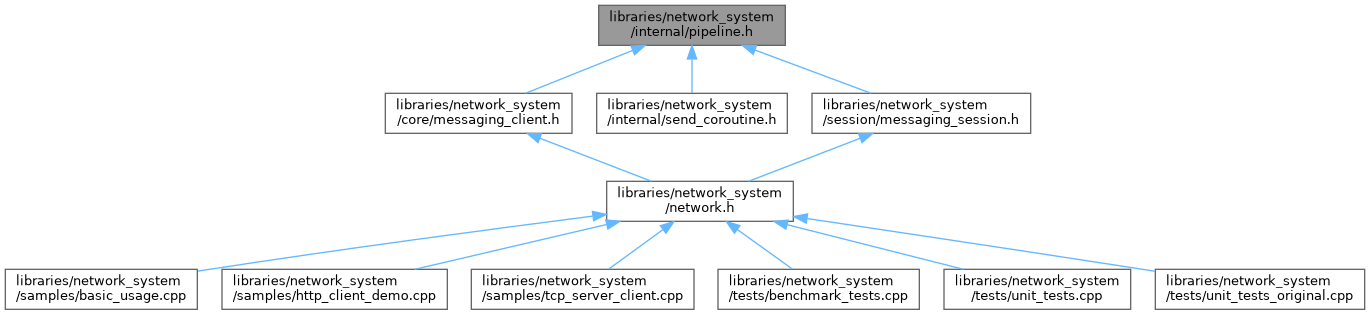 libraries/network_system
/internal/pipeline.h
libraries/network_system
/core/messaging_client.h
libraries/network_system
/internal/send_coroutine.h
libraries/network_system
/session/messaging_session.h
libraries/network_system
/network.h
libraries/network_system
/samples/basic_usage.cpp
libraries/network_system
/samples/http_client_demo.cpp
libraries/network_system
/samples/tcp_server_client.cpp
libraries/network_system
/tests/benchmark_tests.cpp
libraries/network_system
/tests/unit_tests.cpp
libraries/network_system
/tests/unit_tests_original.cpp